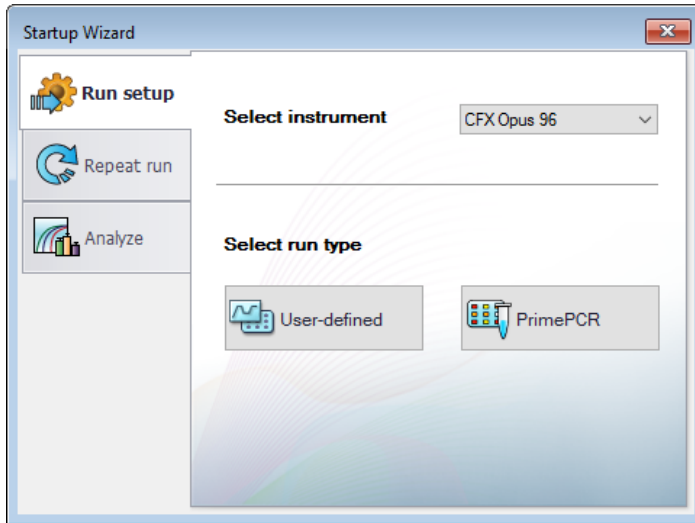 Startup Wizard
Run setup
Select instrument
CFX Opus 96
Repeat run
Analyze
Select run type
User-defined
PrimePCR